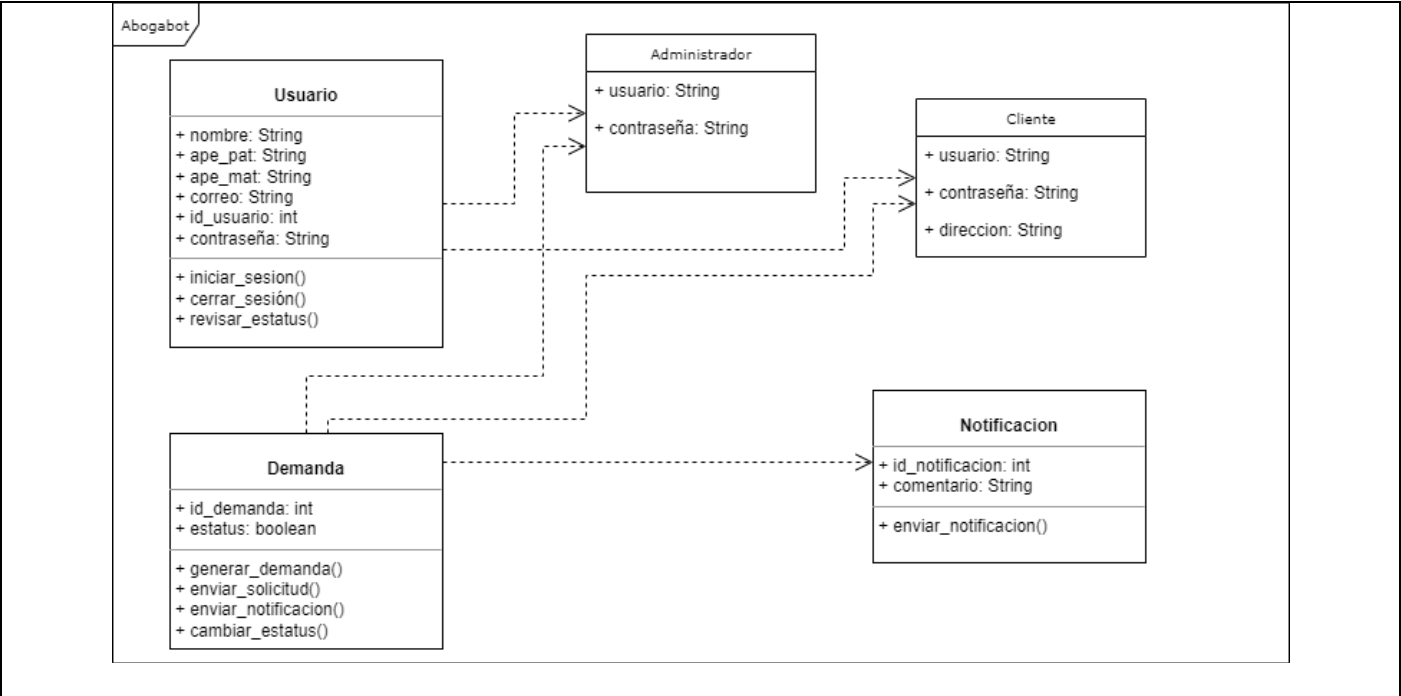 Abogabot
Usuario
+ nombre: String
+ ape_pat: String
+ ape_mat: String
+ correo: String
+ id_usuario: int
+ contraseña: String
+ iniciar_sesion()
+ cerrar_sesión()
+ revisar_estatus()
Administrador
+ usuario: String
+ contraseña: String
Cliente
+ usuario: String
+ contraseña: String
+ direccion: String
Demanda
+ id_demanda: int
+ estatus: boolean
+ generar_demanda()
+ enviar_solicitud()
+ enviar_notificacion()
+ cambiar_estatus()
Notificacion
+ id_notificacion: int
+ comentario: String
+ enviar_notificacion()